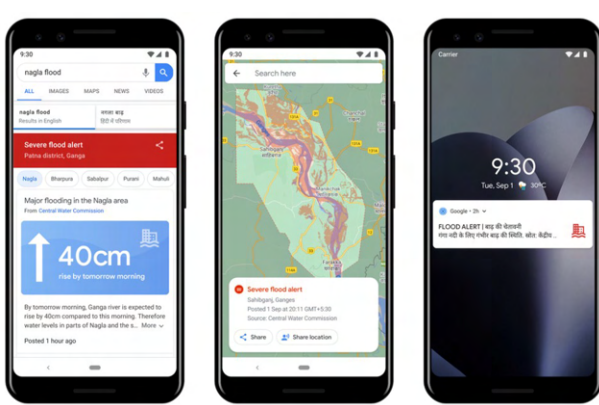 9:30
nagla flood
ALL IMAGES MAPS NEWS VIDEOS
nagla flood
Results in English
नगला बाढ़
हिंदी में परिणाम
Severe flood alert
Patna district, Ganga
Nagla Bharpura Sabalpur Purani Mahuli
Major flooding in the Nagla area
From Central Water Commission
40cm
rise by tomorrow morning
By tomorrow morning, Ganga river is expected to
rise by 40cm compared to this morning. Therefore
water levels in parts of Nagla and the s... More
Posted 1 hour ago
9:30
Search here
Sahibganj
Farakka
Severe flood alert
Sahibganj, Ganges
Posted 1 Sep at 20:11 GMT+5:30
Source: Central Water Commission
Share
Share location
Carrier
9:30
Tue, Sep 1 30°C
Google • 2h
FLOOD ALERT | बाढ़ की चेतावनी
गंगा नदी के लिए गंभीर बाढ़ की स्थिति. स्रोत: केंद्रीय ...